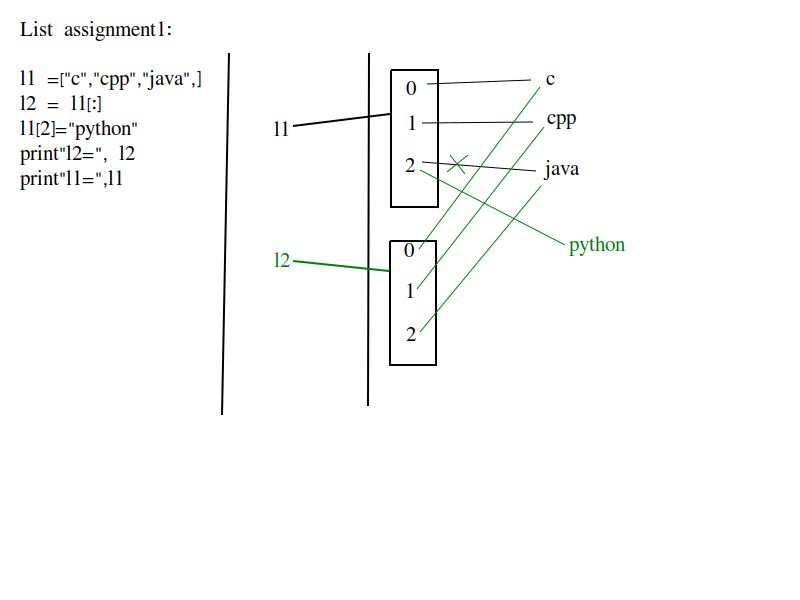 List assignment1:
l1 =["c","cpp","java",]
l2 = l1[:]
l1[2]="python"
print"l2=", l2
print"l1=",l1
l1
0
1
2
c
cpp
java
python
l2
0
1
2